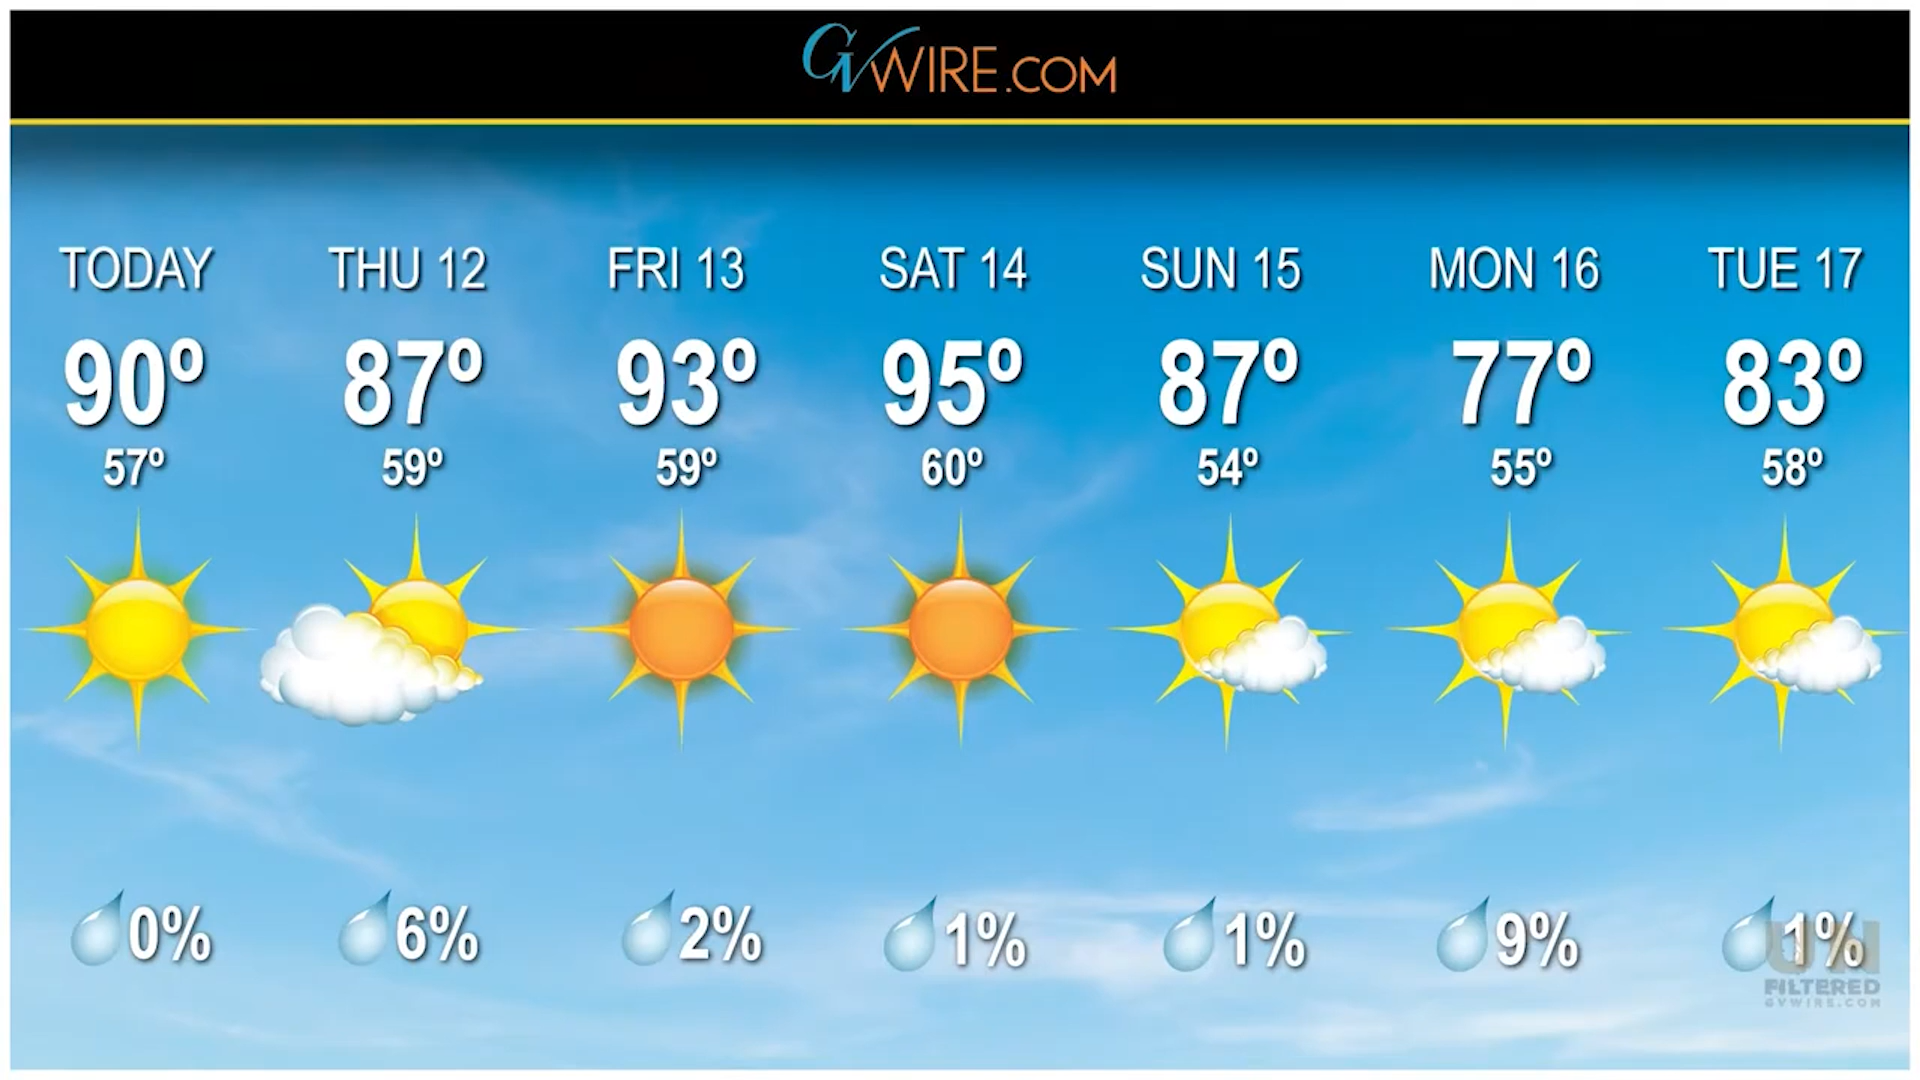 GVWIRE.COM
TODAY THU 12 FRI 13 SAT 14 SUN 15 MON 16 TUE 17
90º 87º 93º 95º 87º 77º 83º
57º 59º 59º 60º 54º 55º 58º
0% 6% 2% 1% 1% 9% 1%
UN
FILTERED
GVWIRE.COM